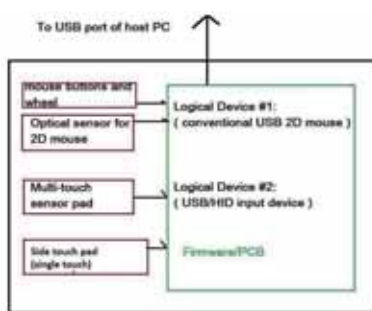 To USB port of host PC
mouse buttons and
wheel
Optical sensor for
2D mouse
Multi-touch
sensor pad
Side touch pad
(single touch)
Logical Device #1:
( conventional USB 2D mouse )
Logical Device #2:
( USB/HID input device )
Firmware/PCB